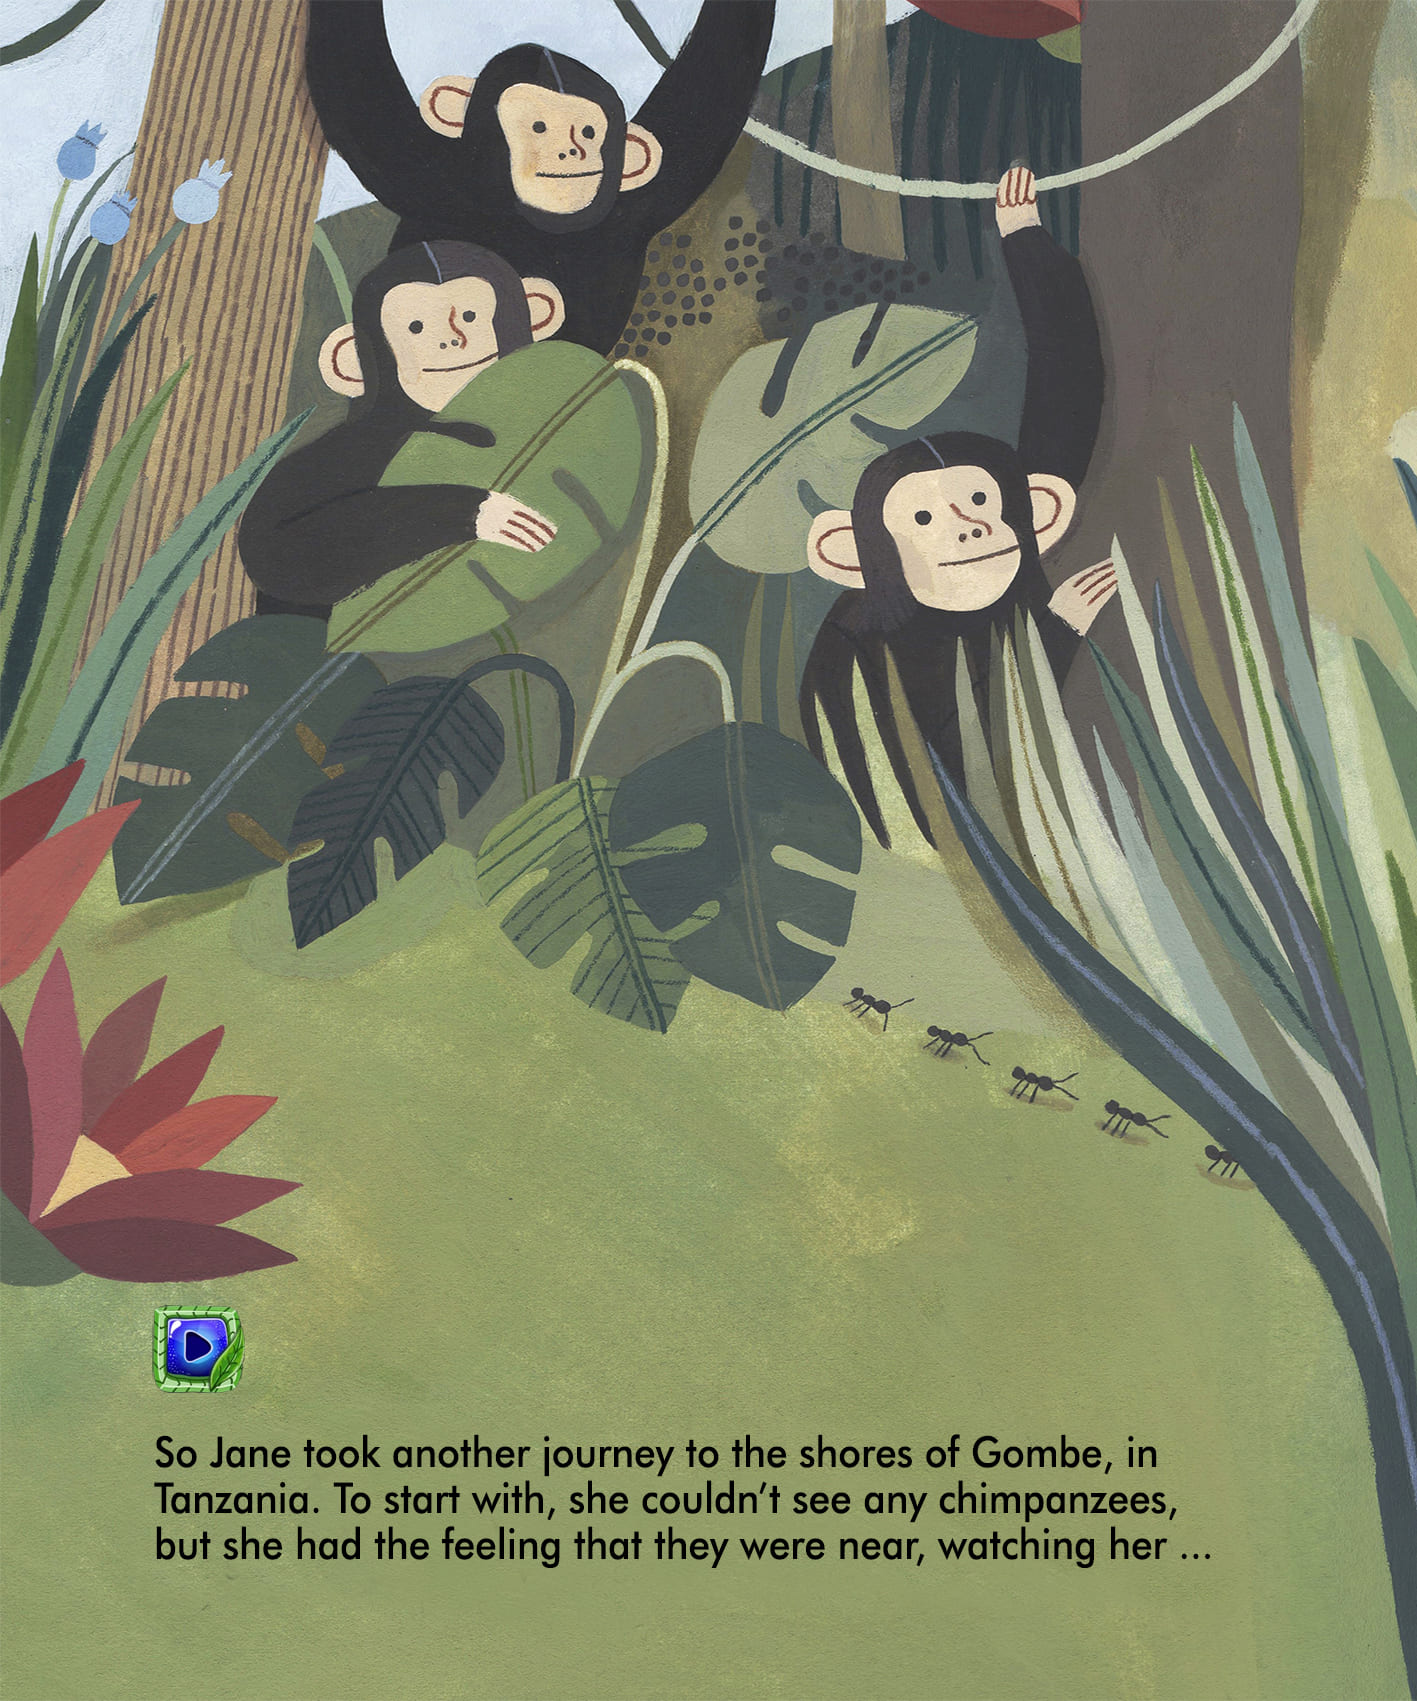 So Jane took another journey to the shores of Gombe, in
Tanzania. To start with, she couldn’t see any chimpanzees,
but she had the feeling that they were near, watching her ...